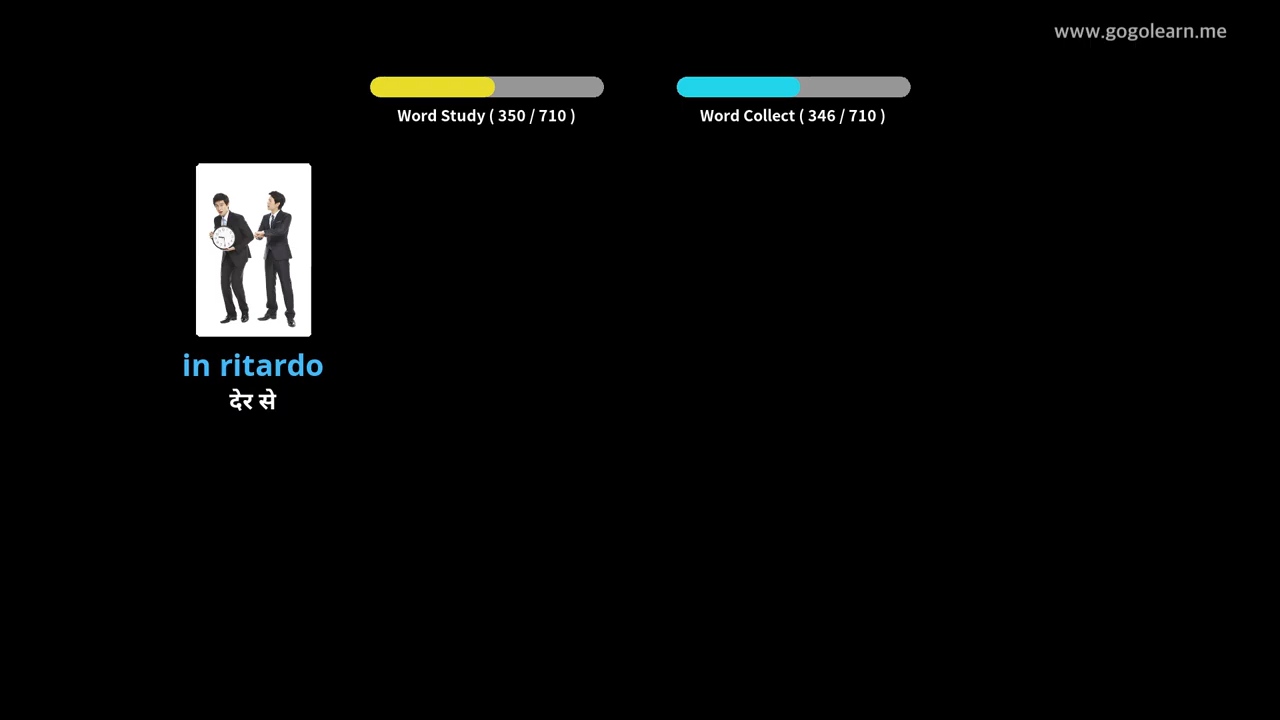 www.gogolearn.me
Word Study ( 350 / 710 )
Word Collect ( 346 / 710 )
in ritardo
देर से